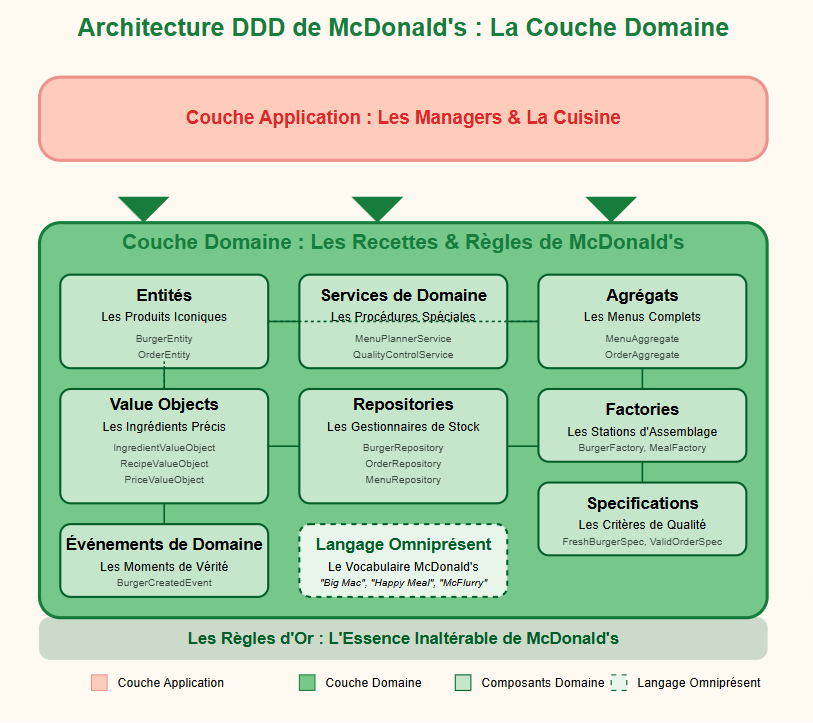 Architecture DDD de McDonald's : La Couche Domaine
Couche Application : Les Managers & La Cuisine
Couche Domaine : Les Recettes & Règles de McDonald's
Entités
Les Produits Iconiques
BurgerEntity
OrderEntity
Services de Domaine
Les Procédures Spéciales
MenuPlannerService
QualityControlService
Agrégats
Les Menus Complets
MenuAggregate
OrderAggregate
Value Objects
Les Ingrédients Précis
IngredientValueObject
RecipeValueObject
PriceValueObject
Repositories
Les Gestionnaires de Stock
BurgerRepository
OrderRepository
MenuRepository
Factories
Les Stations d'Assemblage
BurgerFactory, MealFactory
Specifications
Les Critères de Qualité
FreshBurgerSpec, ValidOrderSpec
Événements de Domaine
Les Moments de Vérité
BurgerCreatedEvent
Langage Omniprésent
Le Vocabulaire McDonald's
"Big Mac", "Happy Meal", "McFlurry"
Les Règles d'Or : L'Essence Inaltérable de McDonald's
Couche Application
Couche Domaine
Composants Domaine
Langage Omniprésent